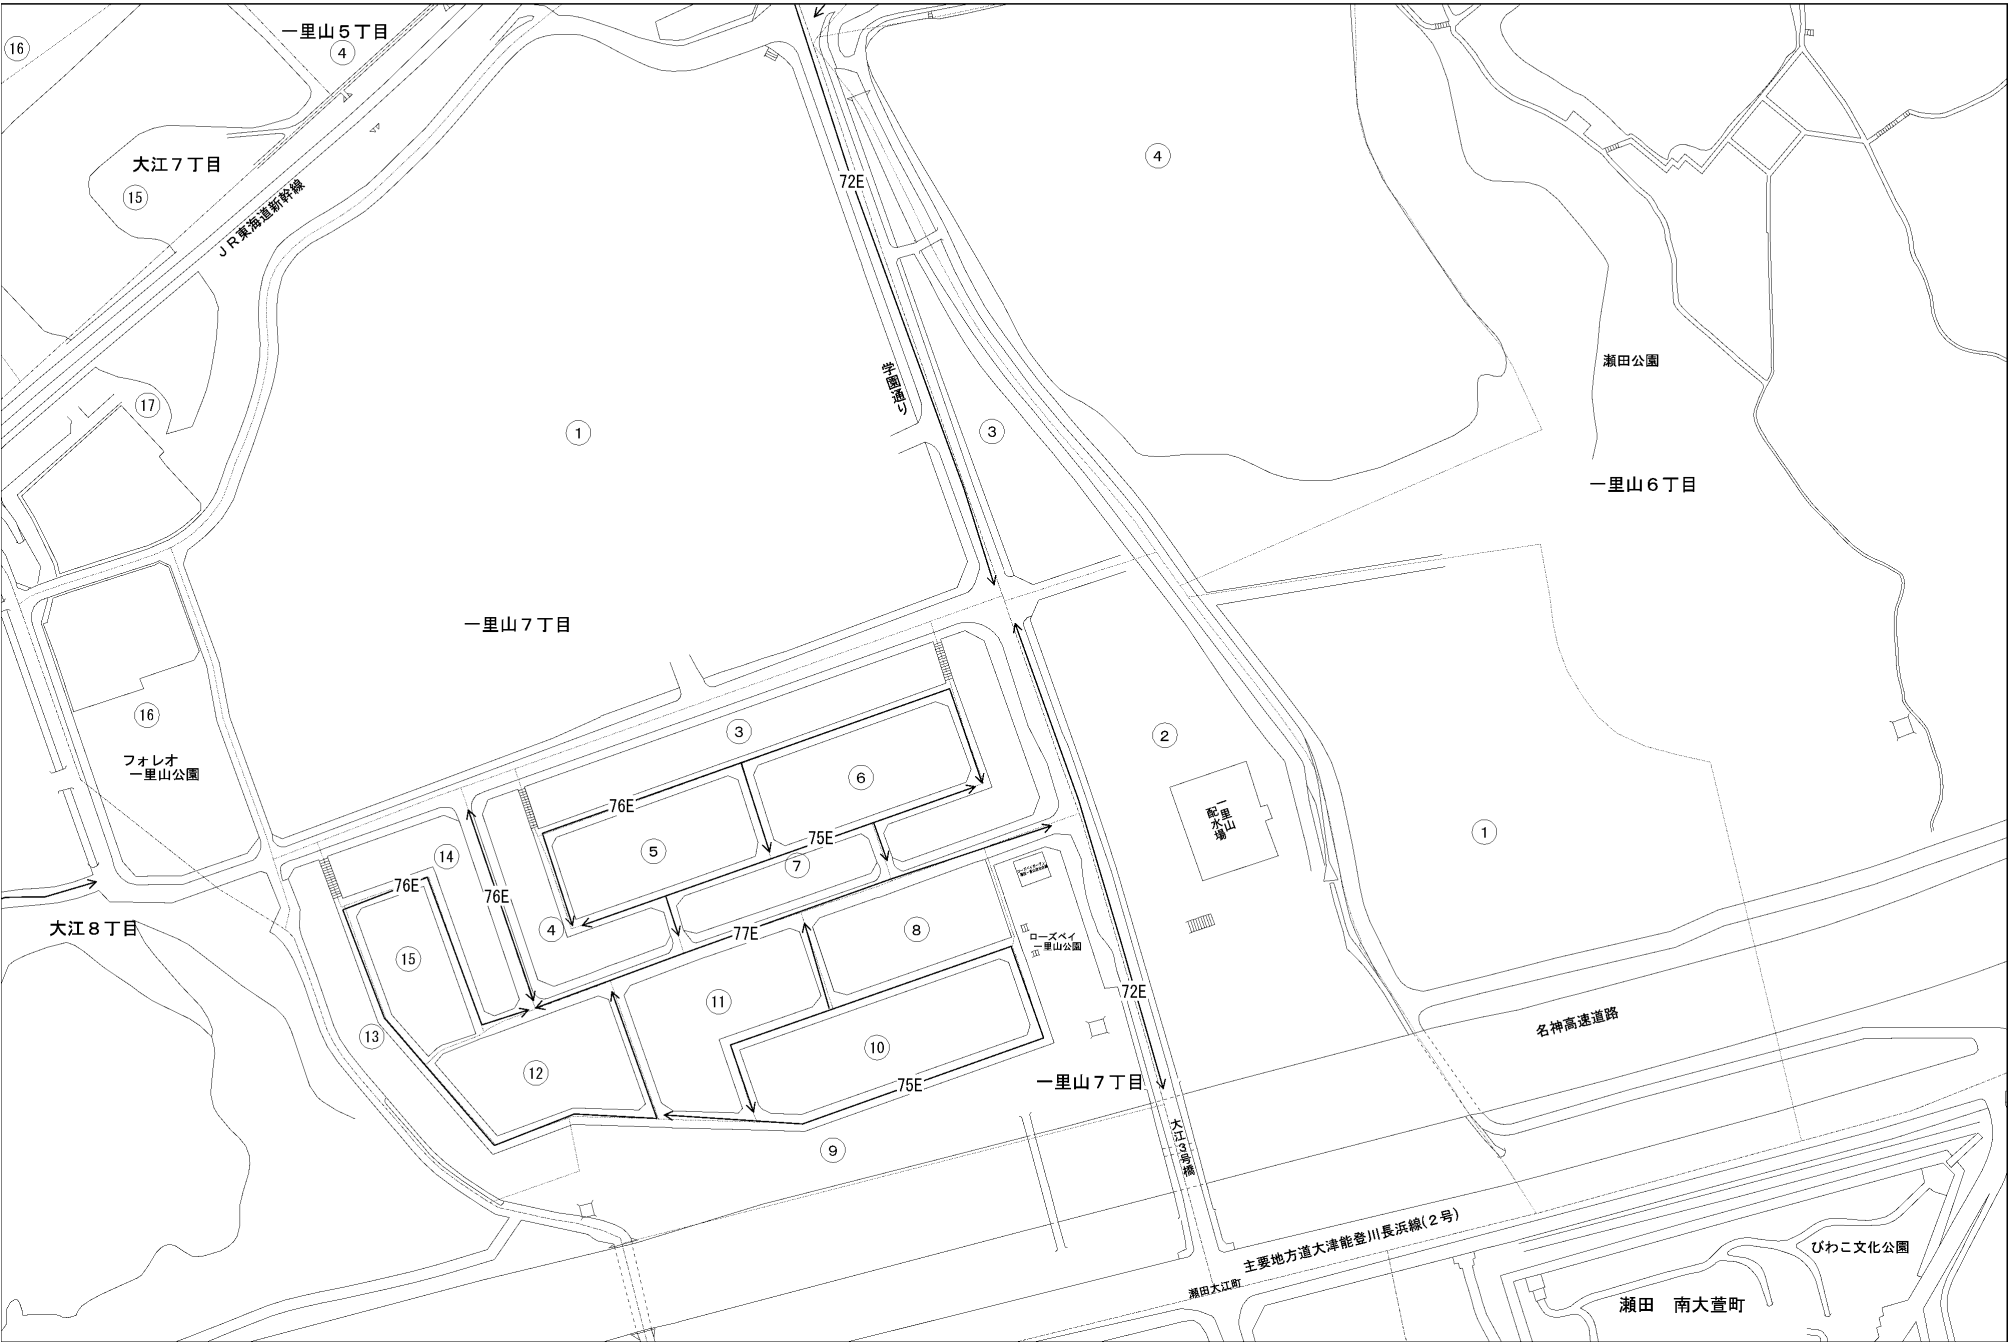 一里山５丁目
⑯
④
大江７丁目
⑮
ＪＲ東海道新幹線
④
72E
瀬田公園
学園通り
⑰
①
③
一里山６丁目
一里山７丁目
⑯
③
②
フォレオ
一里山公園
⑥
76E
一里山
配水場
①
75E
⑤
⑦
⑭
76E
76E
④
77E
⑧
大江８丁目
ローズベイ
一里山公園
⑮
72E
⑪
名神高速道路
⑬
⑩
⑫
75E
一里山７丁目
大江３号橋
⑨
主要地方道大津能登川長浜線(２号)
びわこ文化公園
瀬田大江町
瀬田　南大萱町